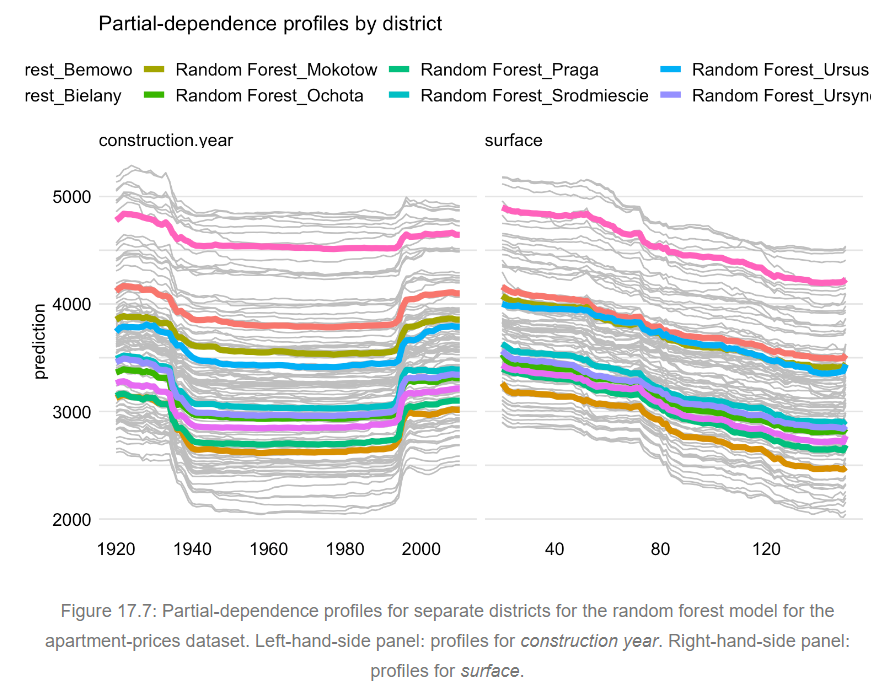 Partial-dependence profiles by district
rest_Bemowo Random Forest_Mokotow Random Forest_Praga Random Forest_Ursus
rest_Bielany Random Forest_Ochota Random Forest_Srodmiescie Random Forest_Ursyn
construction.year surface
5000
4000
prediction
3000
2000
1920 1940 1960 1980 2000 40 80 120
Figure 17.7: Partial-dependence profiles for separate districts for the random forest model for the
apartment-prices dataset. Left-hand-side panel: profiles for construction year. Right-hand-side panel:
profiles for surface.